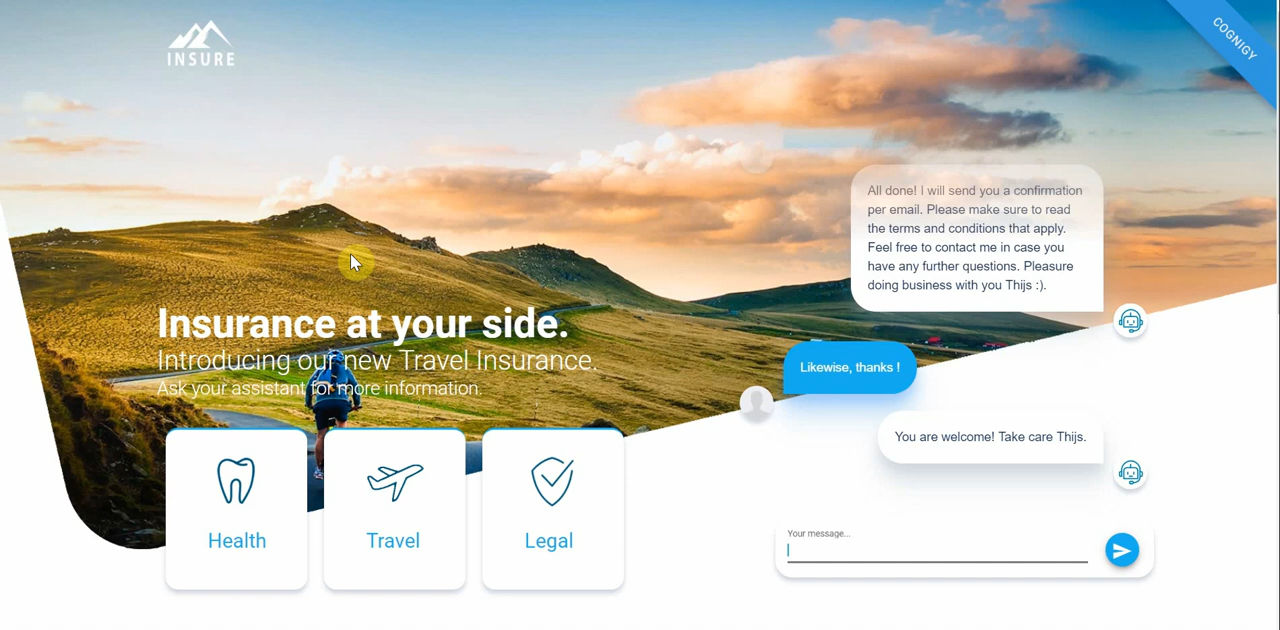 INSURE
COGNIGY
Insurance at your side.
Introducing our new Travel Insurance.
Ask your assistant for more information.
Health
Travel
Legal
All done! I will send you a confirmation
per email. Please make sure to read
the terms and conditions that apply.
Feel free to contact me in case you
have any further questions. Pleasure
doing business with you Thijs :).
Likewise, thanks !
You are welcome! Take care Thijs.
Your message...